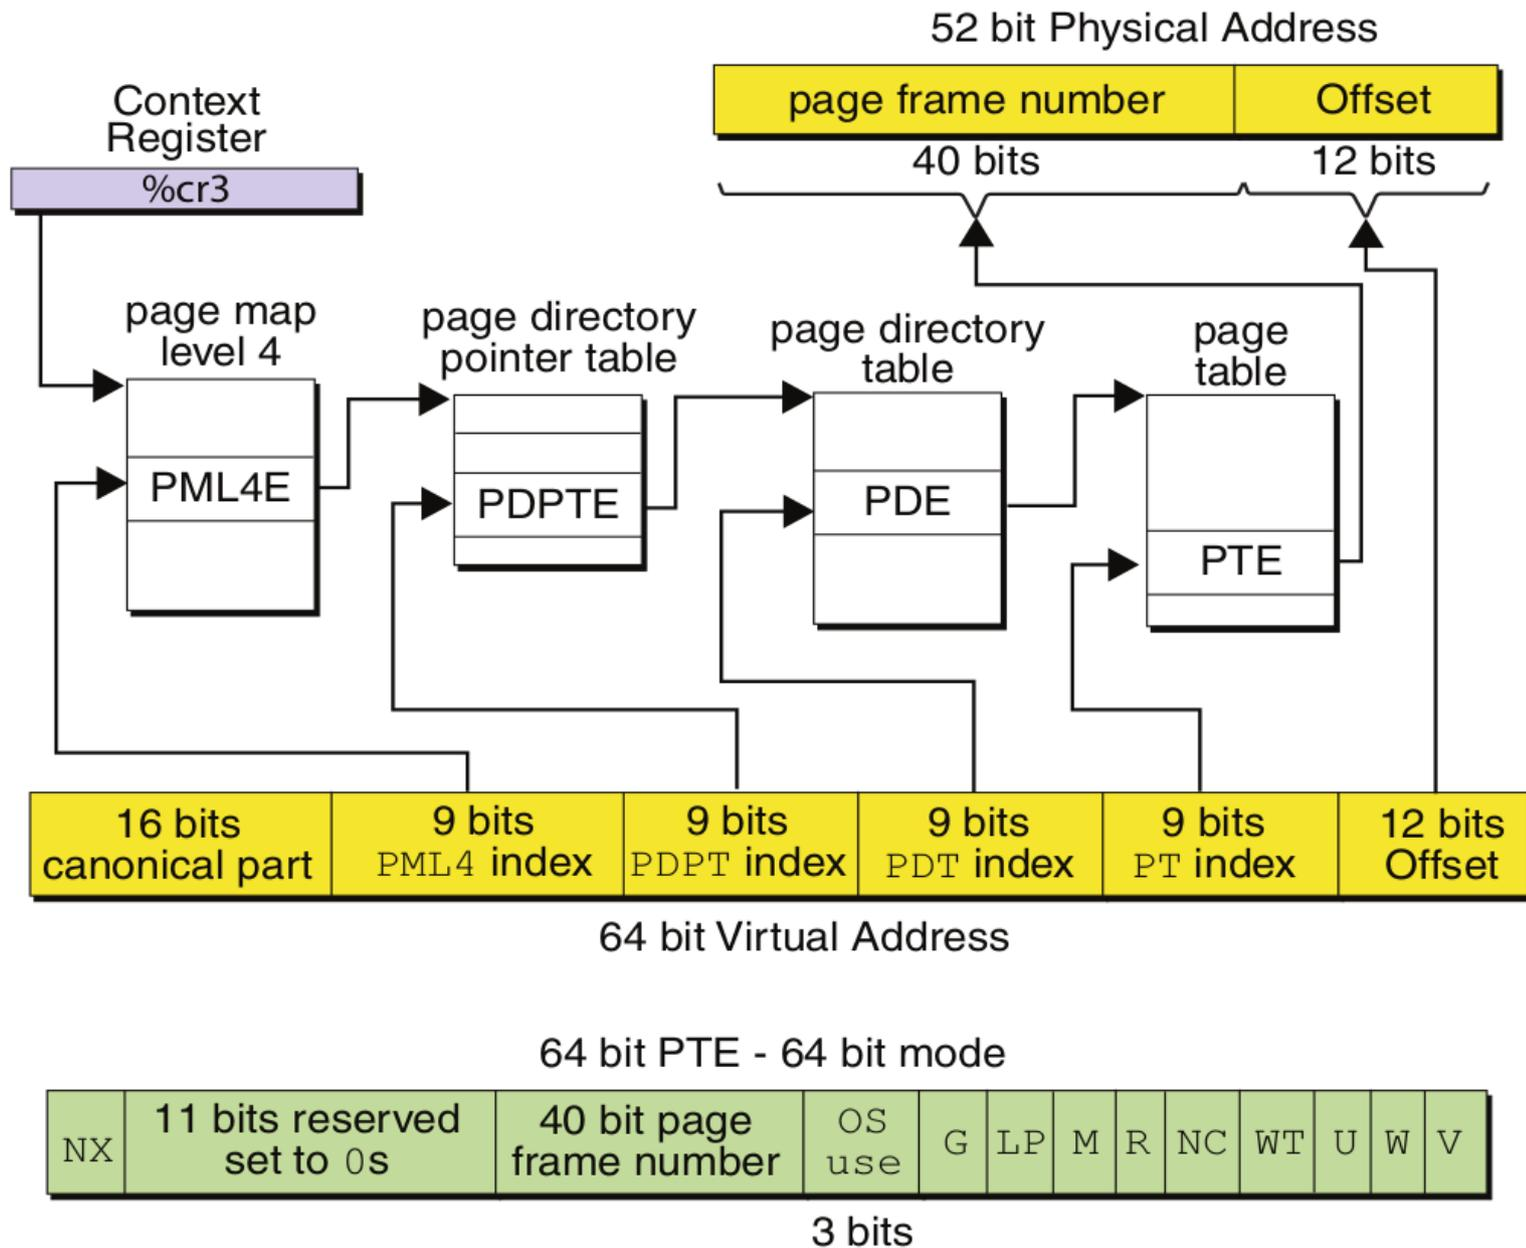 52 bit Physical Address
page frame number
Offset
40 bits
12 bits
Context
Register
%cr3
page map
level 4
page directory
pointer table
page directory
table
page
table
PML4E
PDPTE
PDE
PTE
16 bits
canonical part
9 bits
PML4 index
9 bits
PDPT index
9 bits
PDT index
9 bits
PT index
12 bits
Offset
64 bit Virtual Address
64 bit PTE - 64 bit mode
NX
11 bits reserved
set to 0s
40 bit page
frame number
OS
use
G
LP
M
R
NC
WT
U
W
V
3 bits